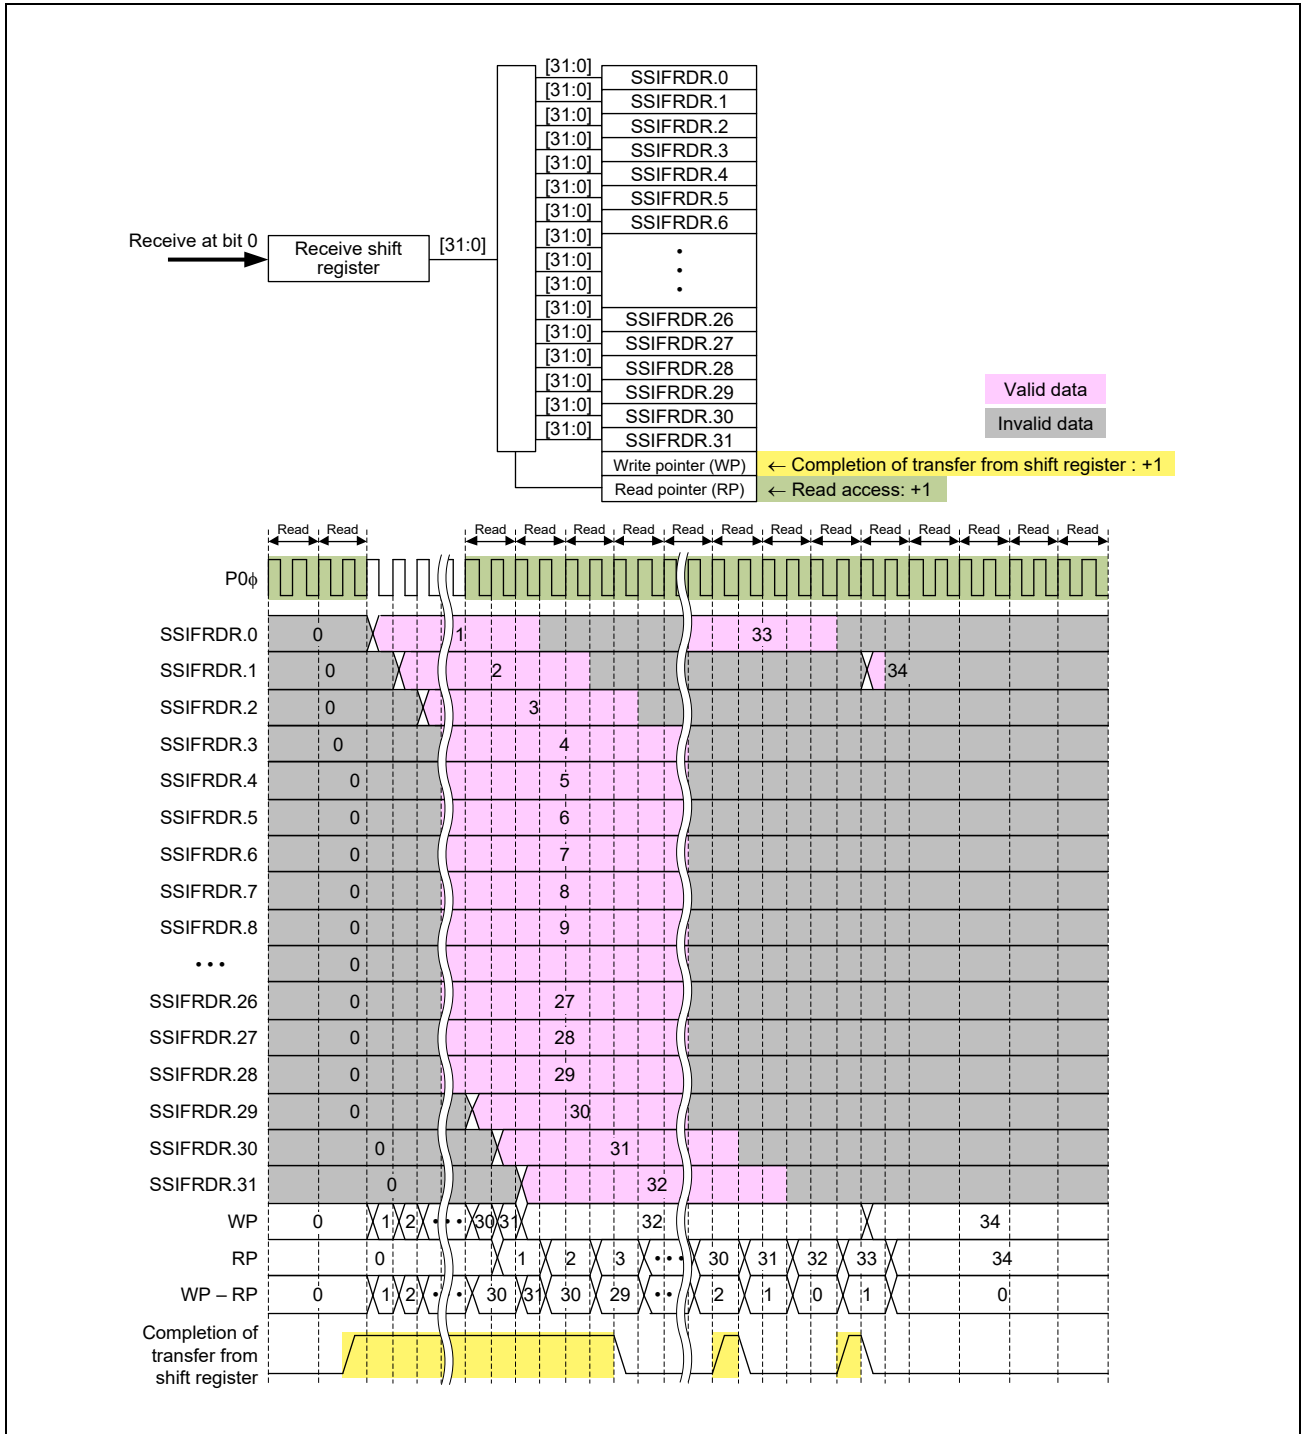 [31:0]
SSIFRDR.0
[31:0]
SSIFRDR.1
[31:0]
SSIFRDR.2
[31:0]
SSIFRDR.3
[31:0]
SSIFRDR.4
[31:0]
SSIFRDR.5
[31:0]
SSIFRDR.6
[31:0]
[31:0]
[31:0]
[31:0]
SSIFRDR.26
[31:0]
SSIFRDR.27
[31:0]
SSIFRDR.28
[31:0]
SSIFRDR.29
[31:0]
SSIFRDR.30
[31:0]
SSIFRDR.31
Receive at bit 0
Receive shift
register
[31:0]
Valid data
Invalid data
Write pointer (WP)
← Completion of transfer from shift register : +1
Read pointer (RP)
← Read access: +1
Read Read Read Read Read Read Read Read Read Read Read Read Read Read Read
P0ϕ
SSIFRDR.0 0 1 33
SSIFRDR.1 0 2 34
SSIFRDR.2 0 3
SSIFRDR.3 0 4
SSIFRDR.4 0 5
SSIFRDR.5 0 6
SSIFRDR.6 0 7
SSIFRDR.7 0 8
SSIFRDR.8 0 9
• • • 0
SSIFRDR.26 0 27
SSIFRDR.27 0 28
SSIFRDR.28 0 29
SSIFRDR.29 0 30
SSIFRDR.30 0 31
SSIFRDR.31 0 32
WP 0 1 2 • • • 30 31 32 34
RP 0 1 2 3 • • • 30 31 32 33 34
WP – RP 0 1 2 • • 30 31 30 29 • • 2 1 0 1 0
Completion of
transfer from
shift register